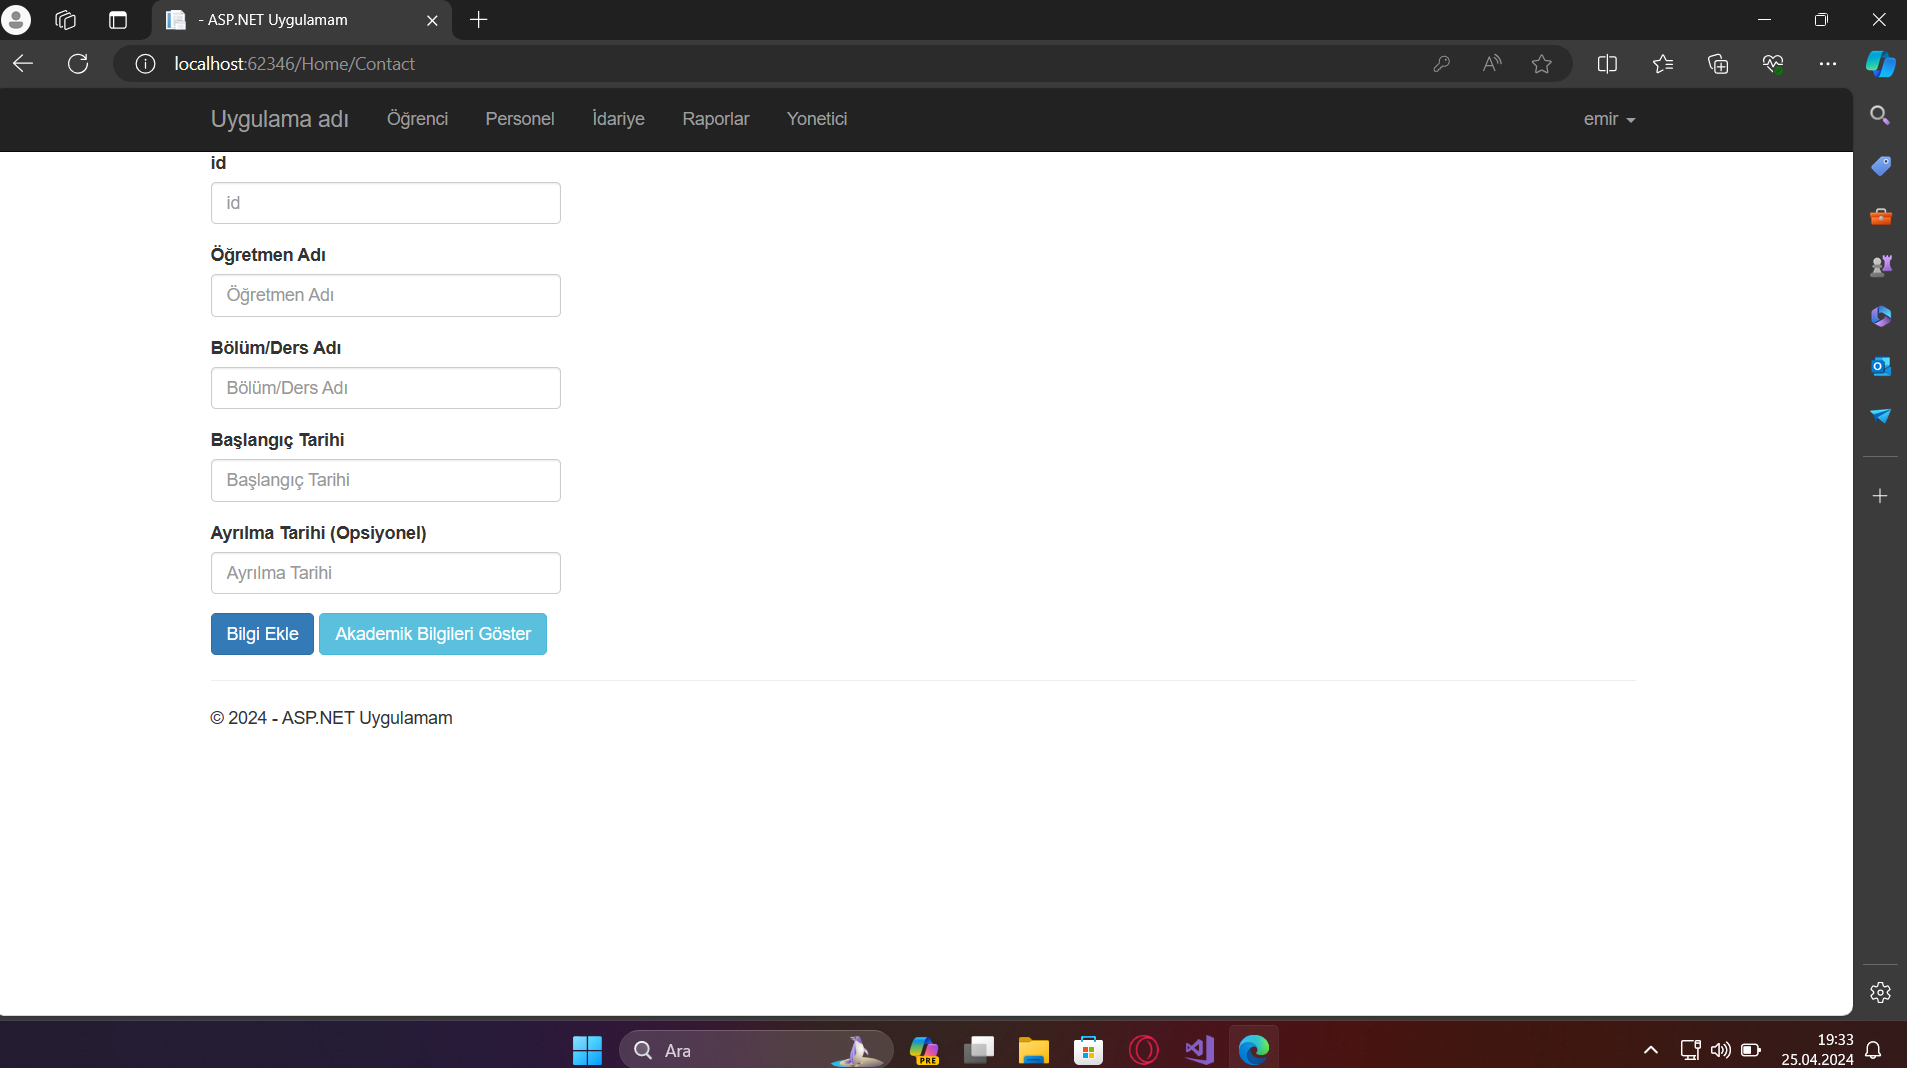 - ASP.NET Uygulamam
localhost:62346/Home/Contact
Uygulama adı Öğrenci Personel İdariye Raporlar Yonetici emir
id
id
Öğretmen Adı
Öğretmen Adı
Bölüm/Ders Adı
Bölüm/Ders Adı
Başlangıç Tarihi
Başlangıç Tarihi
Ayrılma Tarihi (Opsiyonel)
Ayrılma Tarihi
Bilgi Ekle Akademik Bilgileri Göster
© 2024 - ASP.NET Uygulamam
Ara
PRE
19:33
25.04.2024